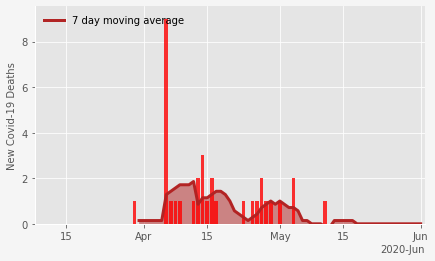 7 day moving average
New Covid-19 Deaths
8
6
4
2
0
15
Apr
15
May
15
Jun
2020-Jun